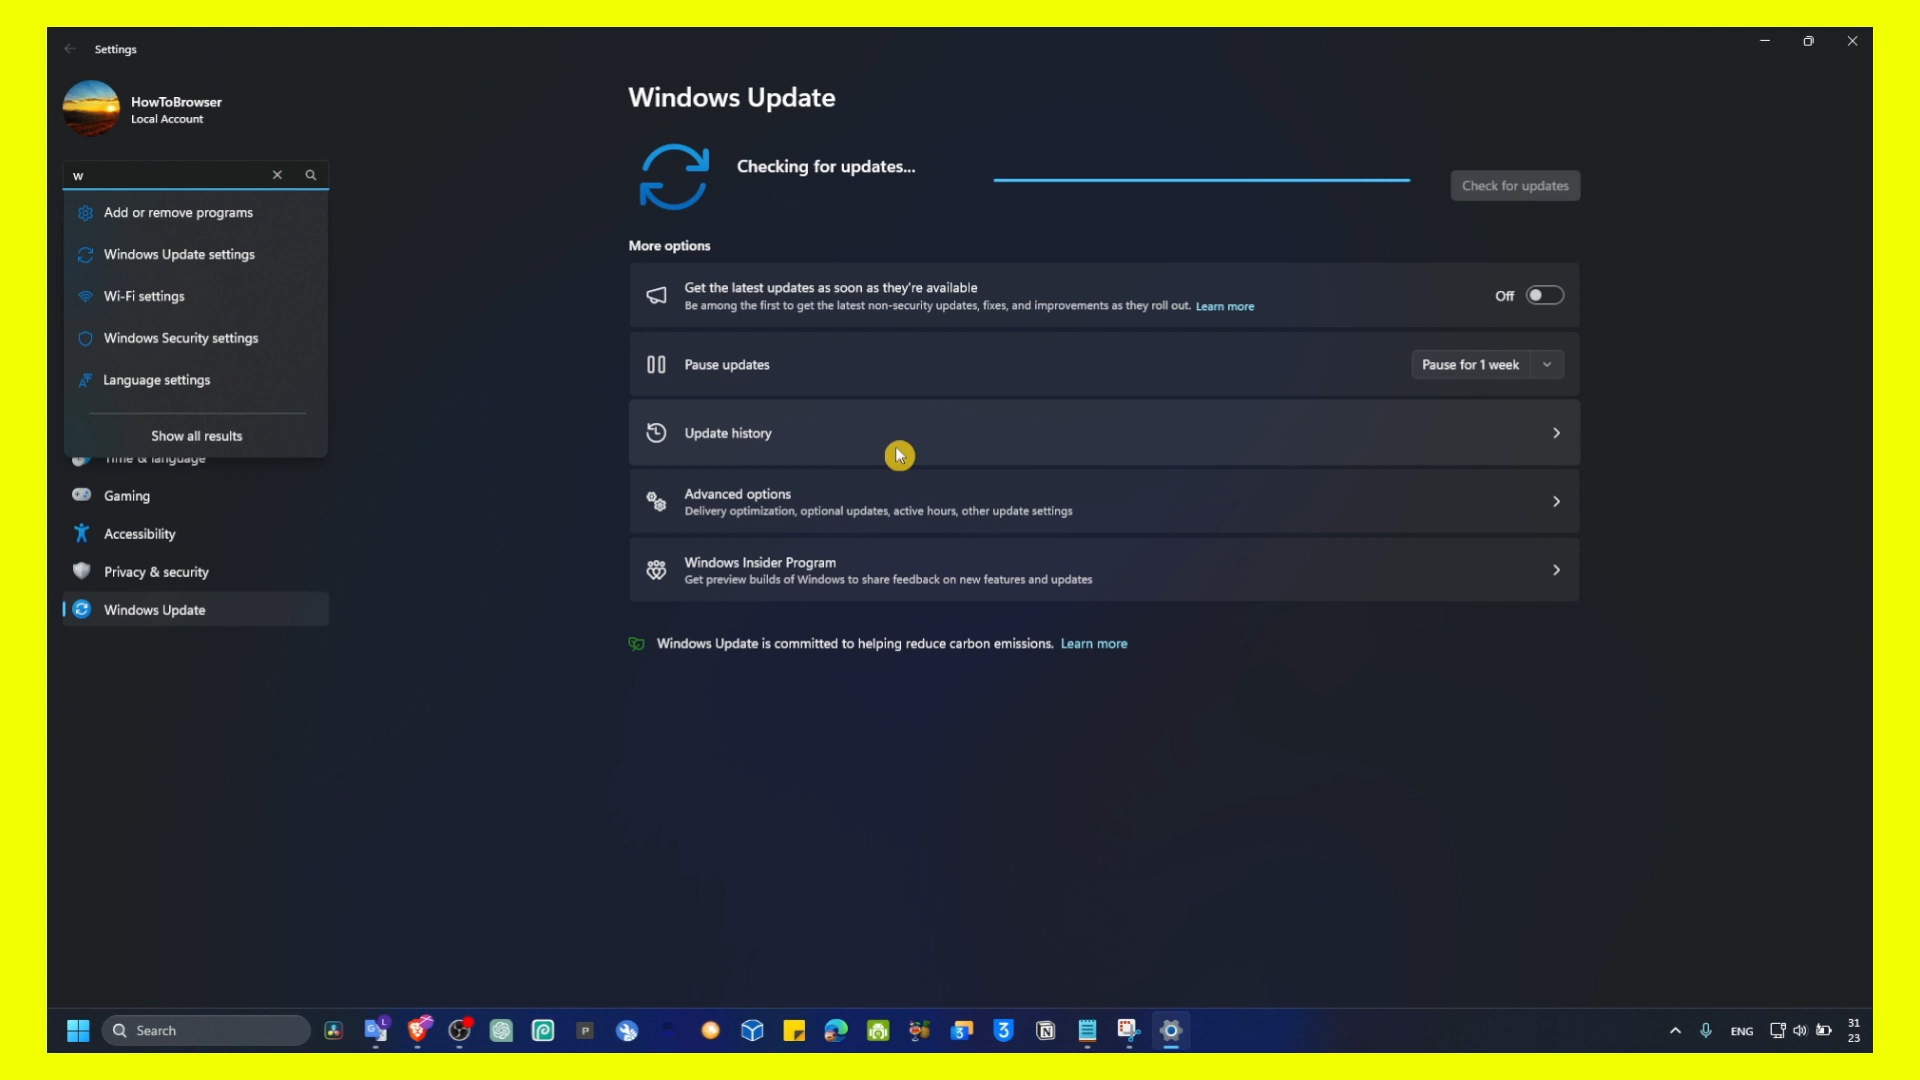 Settings
HowToBrowser
Local Account
w
Add or remove programs
Windows Update settings
Wi-Fi settings
Windows Security settings
Language settings
Show all results
Time & language
Gaming
Accessibility
Privacy & security
Windows Update
Windows Update
Checking for updates...
Check for updates
More options
Get the latest updates as soon as they're available
Be among the first to get the latest non-security updates, fixes, and improvements as they roll out. Learn more
Off
Pause updates
Pause for 1 week
Update history
Advanced options
Delivery optimization, optional updates, active hours, other update settings
Windows Insider Program
Get preview builds of Windows to share feedback on new features and updates
Windows Update is committed to helping reduce carbon emissions. Learn more
Search
L
G
P
3
3
N
ENG
31
23